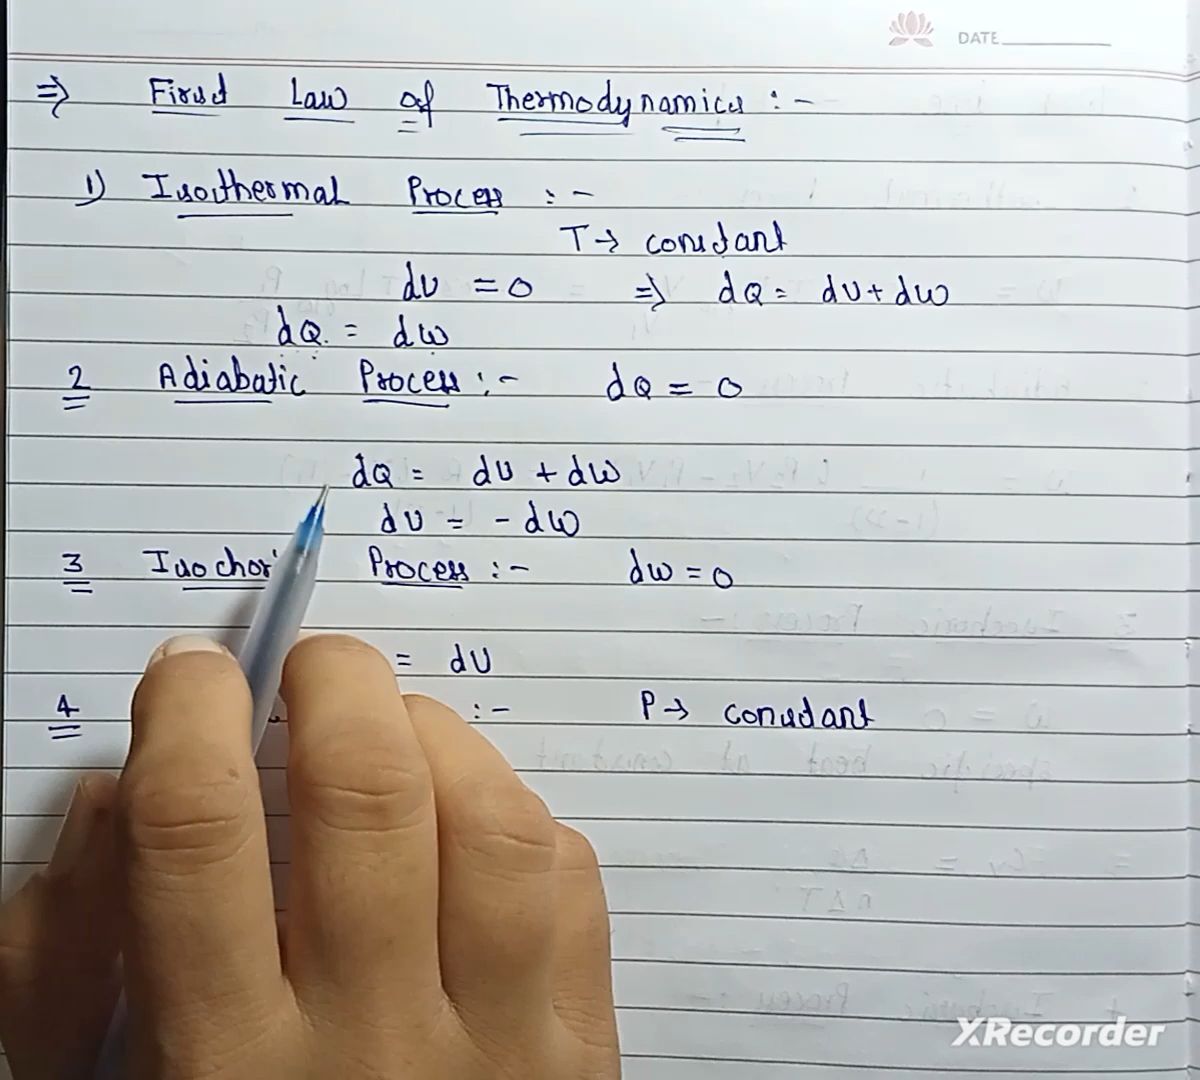 DATE
⇒ First Law of Thermodynamics :-
1) Isothermal Process :-
T → constant
dU = 0 ⇒ dQ = dU + dW
dQ = dW
2 Adiabatic Process :- dQ = 0
dQ = dU + dW
dU = - dW
3 Process :- dW = 0
= dU
4 :- P → constant
XRecorder